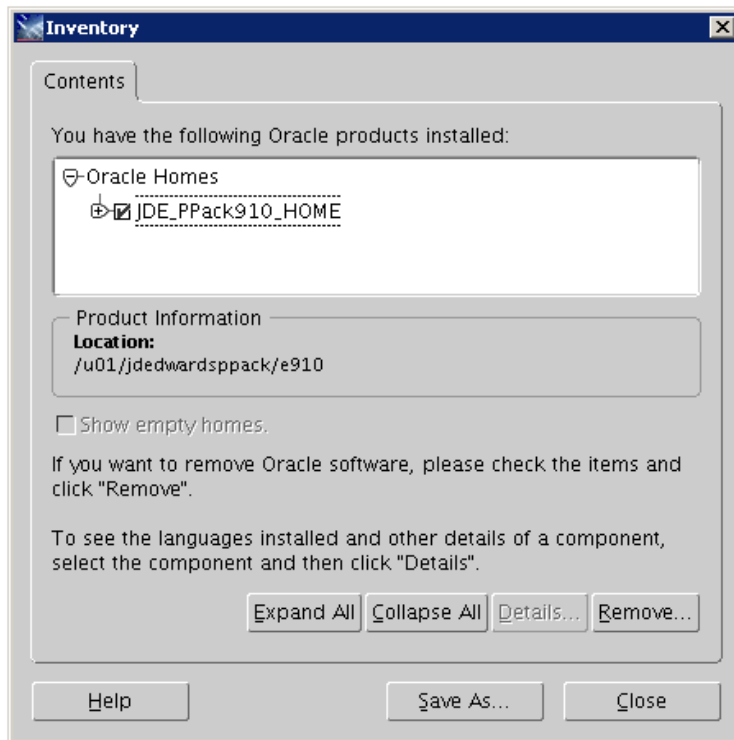 Inventory
Contents
You have the following Oracle products installed:
Oracle Homes
JDE_PPack910_HOME
Product Information
Location:
/u01/jdedwardsppack/e910
Show empty homes.
If you want to remove Oracle software, please check the items and
click "Remove".
To see the languages installed and other details of a component,
select the component and then click "Details".
Expand All Collapse All Details... Remove...
Help Save As... Close